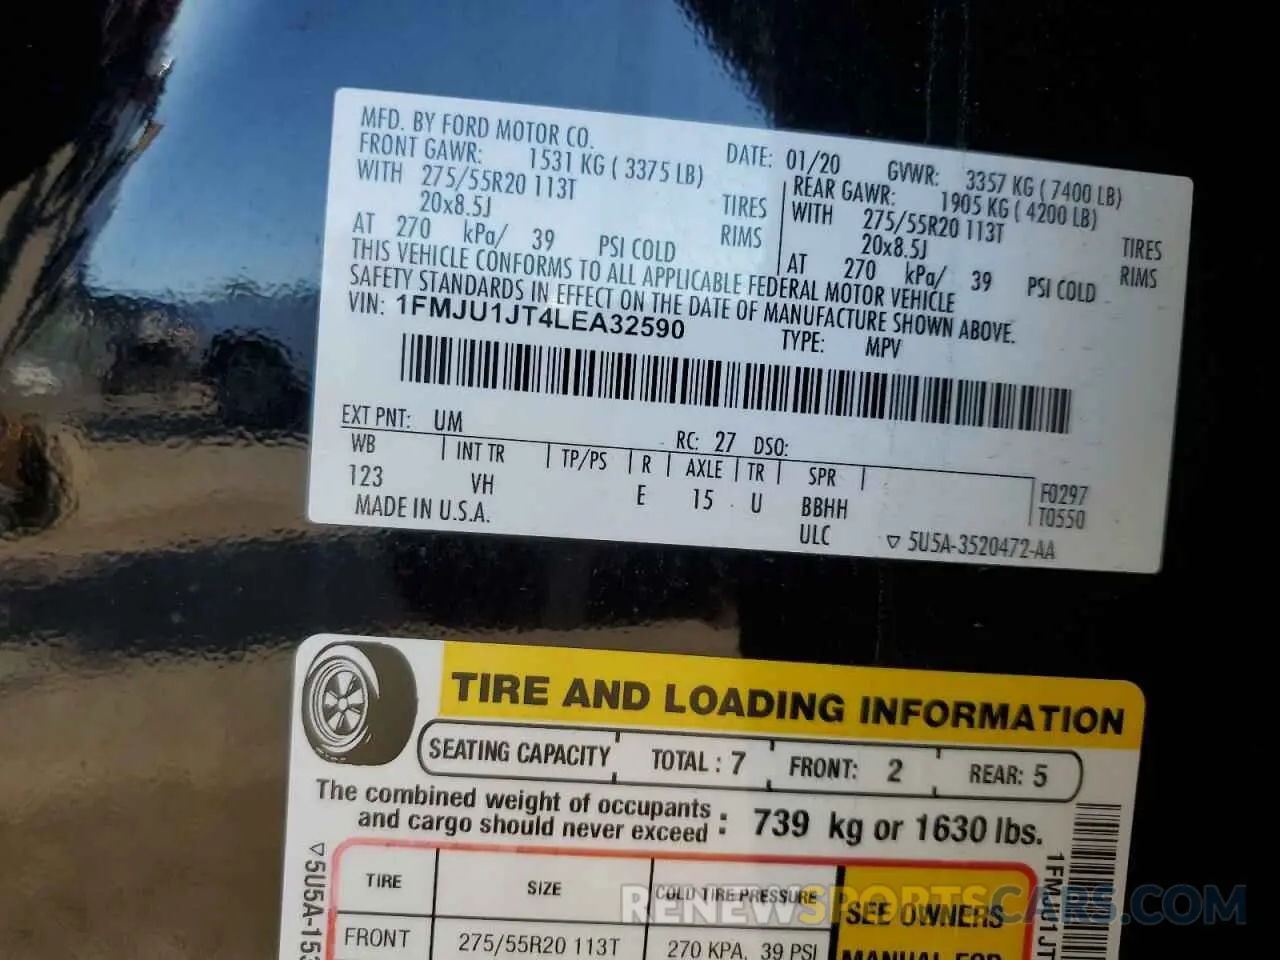 MFD. BY FORD MOTOR CO.
DATE: 01/20 GVWR: 3357 KG ( 7400 LB)
FRONT GAWR: 1531 KG ( 3375 LB)
WITH 275/55R20 113T TIRES
20x8.5J RIMS
AT 270 kPa/ 39 PSI COLD
REAR GAWR: 1905 KG ( 4200 LB)
WITH 275/55R20 113T TIRES
20x8.5J RIMS
AT 270 kPa/ 39 PSI COLD
THIS VEHICLE CONFORMS TO ALL APPLICABLE FEDERAL MOTOR VEHICLE
SAFETY STANDARDS IN EFFECT ON THE DATE OF MANUFACTURE SHOWN ABOVE.
VIN: 1FMJU1JT4LEA32590 TYPE: MPV
EXT PNT: UM RC: 27 DSO:
WB INT TR TP/PS R AXLE TR SPR
123 VH E 15 U BBHH F0297
ULC T0550
MADE IN U.S.A. ▽ 5U5A-3520472-AA
TIRE AND LOADING INFORMATION
SEATING CAPACITY TOTAL : 7 FRONT: 2 REAR: 5
The combined weight of occupants
and cargo should never exceed : 739 kg or 1630 lbs.
TIRE SIZE COLD TIRE PRESSURE
FRONT 275/55R20 113T 270 KPA, 39 PSI
SEE OWNERS
MANUAL FOR
▽5U5A-153
1FMJU1JT
RENEWSPORTSCARS.COM